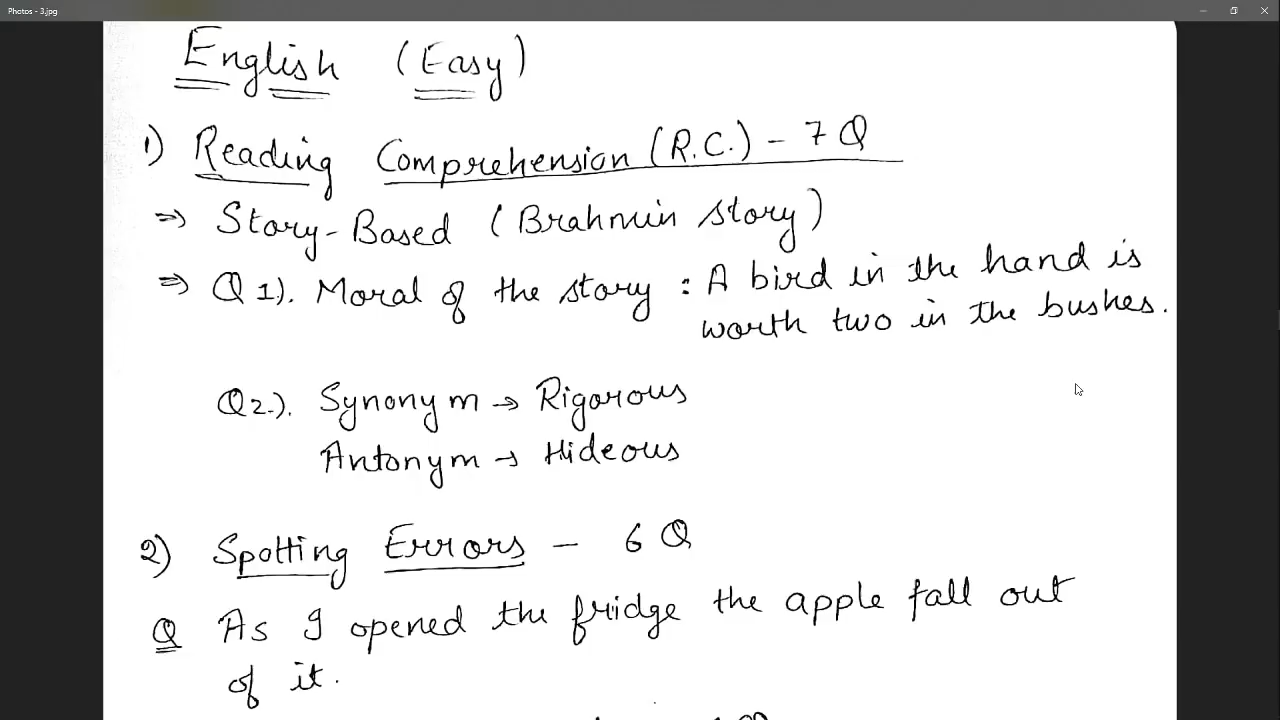 Photos - 3.jpg
English (Easy)
1) Reading Comprehension (R.C.) - 7 Q
⇒ Story-Based (Brahmin story)
⇒ Q 1). Moral of the story : A bird in the hand is
worth two in the bushes.
Q2.). Synonym → Rigorous
Antonym → Hideous
2) Spotting Errors - 6 Q
Q As I opened the fridge the apple fall out
of it.